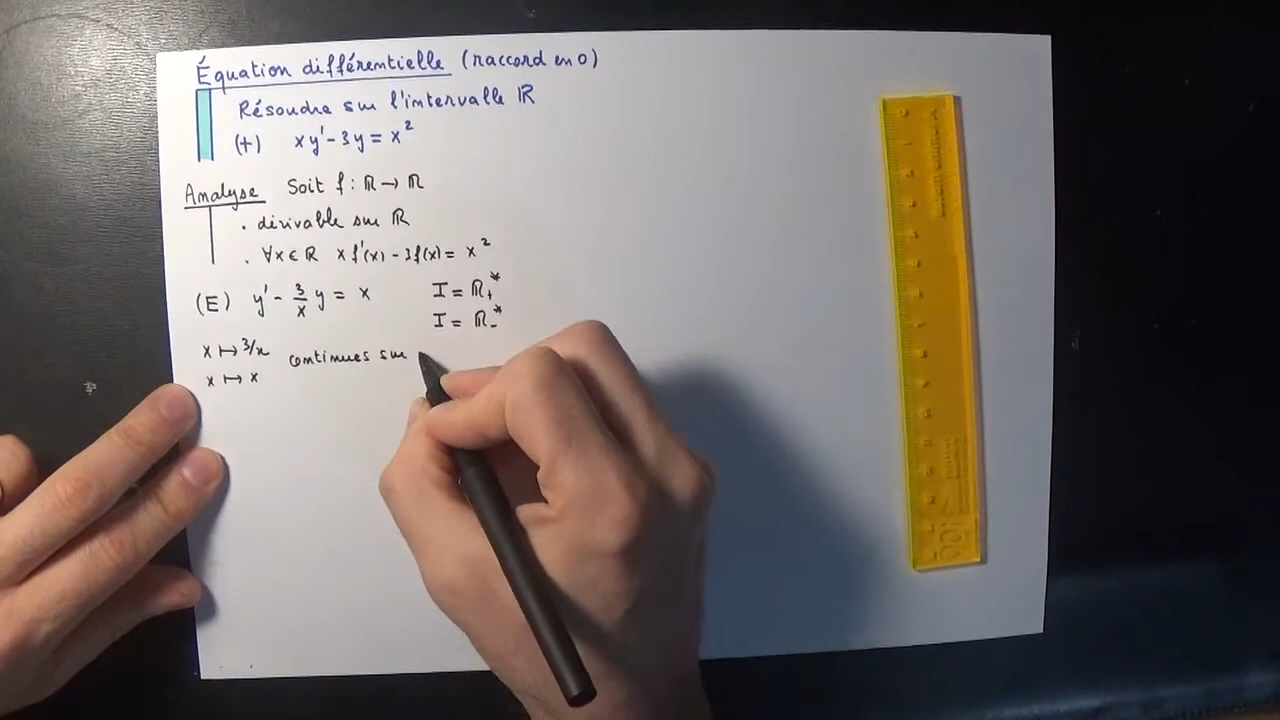 Équation différentielle (raccord en 0)
Résoudre sur l'intervalle ℝ
(+) xy' - 3y = x²
Analyse Soit f : ℝ → ℝ
. dérivable sur ℝ
. ∀x ∈ ℝ x f'(x) - 3f(x) = x²
(E) y' - 3/x y = x I = ℝ₊*
I = ℝ₋*
x ↦ 3/x continues sur
x ↦ x